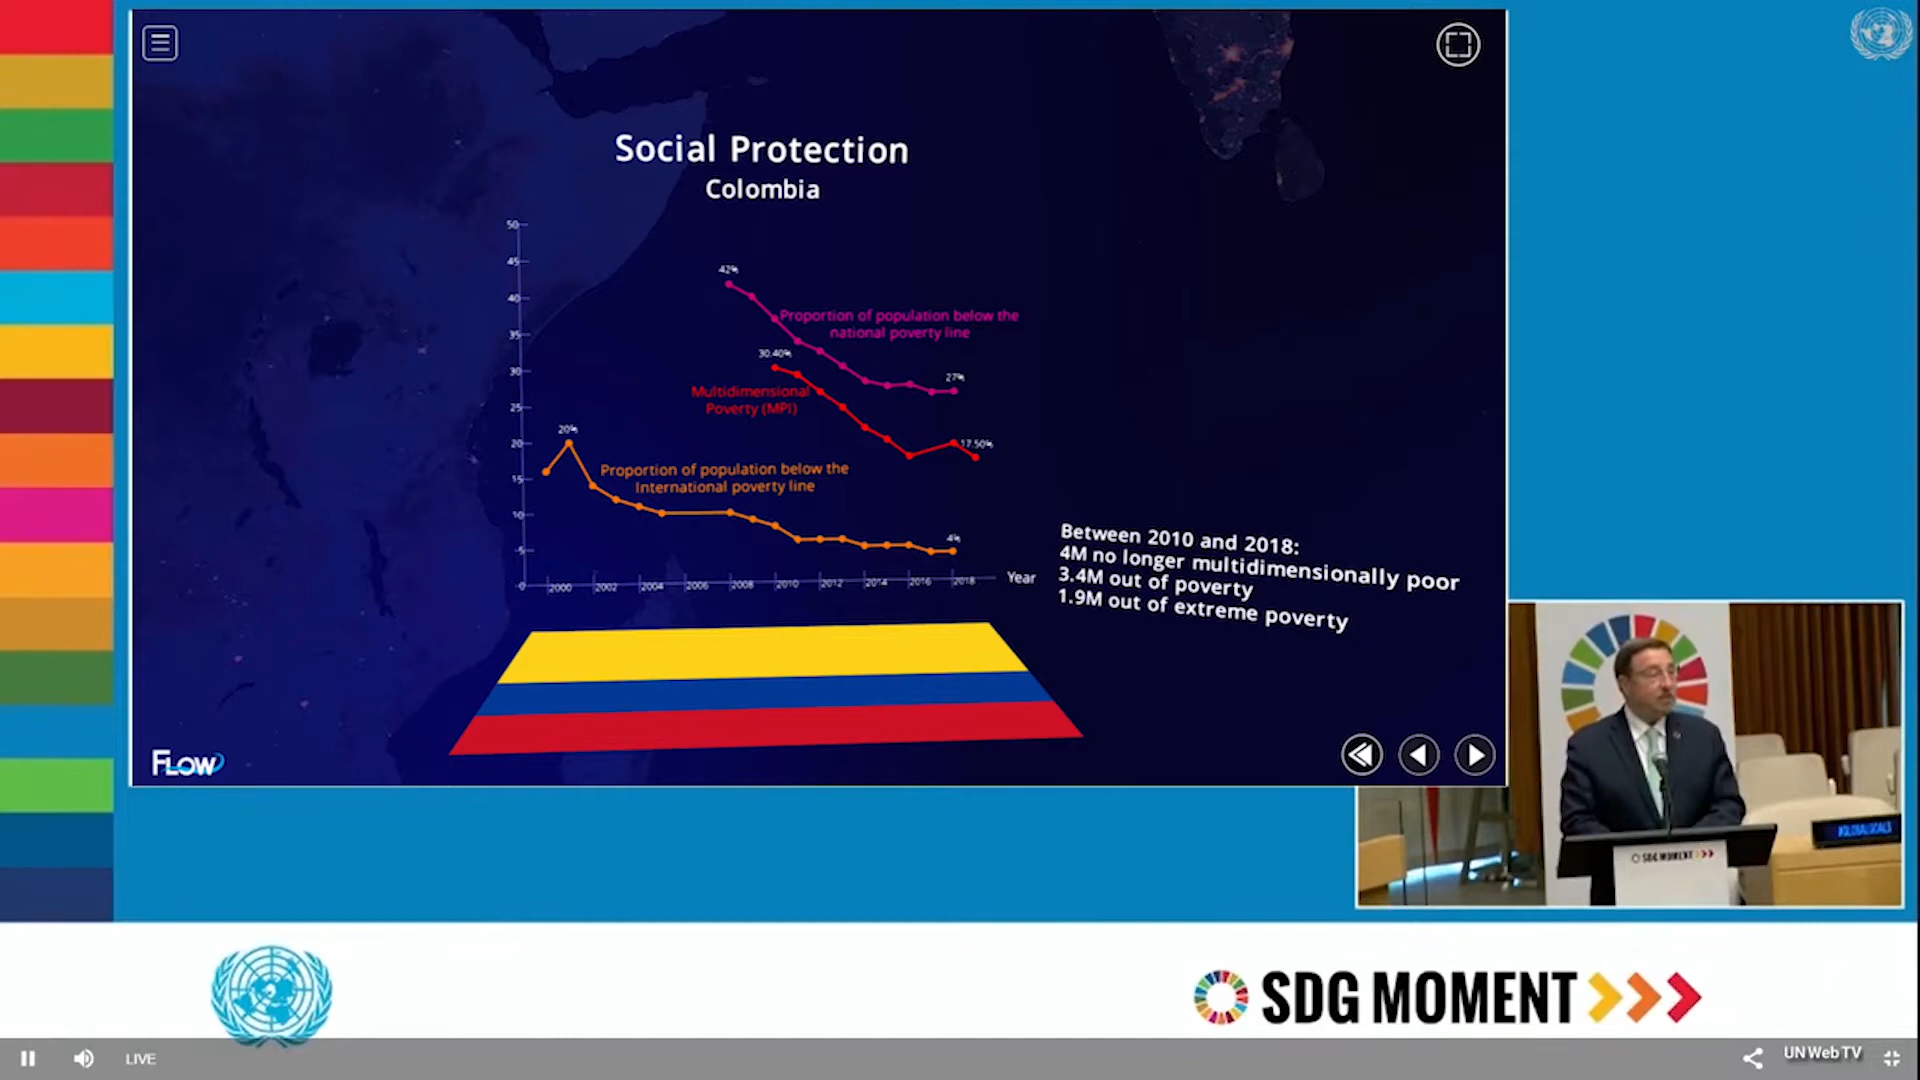 Social Protection
Colombia
50
45
40
35
30
25
20
15
10
5
0
42%
Proportion of population below the
national poverty line
27%
30.40%
Multidimensional
Poverty (MPI)
17.50%
20%
Proportion of population below the
International poverty line
4%
2000 2002 2004 2006 2008 2010 2012 2014 2016 2018
Year
Between 2010 and 2018:
4M no longer multidimensionally poor
3.4M out of poverty
1.9M out of extreme poverty
FLOW
#GLOBALGOALS
SDG MOMENT
SDG MOMENT
LIVE
UN Web TV